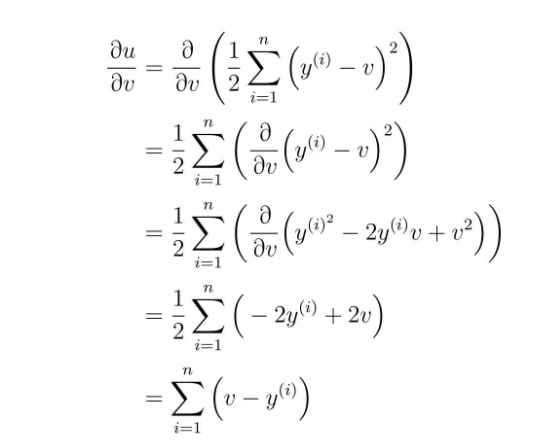 ∂u/∂v = ∂/∂v ( 1/2 ∑_{i=1}^{n} ( y^{(i)} − v )^2 )
= 1/2 ∑_{i=1}^{n} ( ∂/∂v ( y^{(i)} − v )^2 )
= 1/2 ∑_{i=1}^{n} ( ∂/∂v ( y^{(i)^2} − 2y^{(i)}v + v^2 ) )
= 1/2 ∑_{i=1}^{n} ( − 2y^{(i)} + 2v )
= ∑_{i=1}^{n} ( v − y^{(i)} )